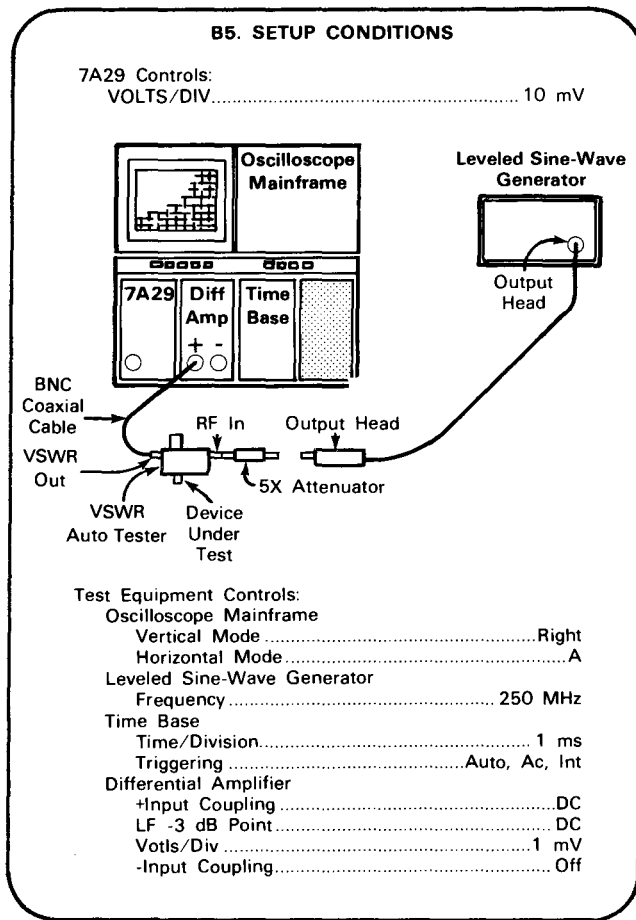 B5. SETUP CONDITIONS
7A29 Controls:
VOLTS/DIV.......................................................... 10 mV
Oscilloscope
Mainframe
Leveled Sine-Wave
Generator
Output
Head
7A29
Diff
Amp
+ -
Time
Base
BNC
Coaxial
Cable
RF In
Output Head
VSWR
Out
5X Attenuator
VSWR
Auto Tester
Device
Under
Test
Test Equipment Controls:
Oscilloscope Mainframe
Vertical Mode ..................................................Right
Horizontal Mode....................................................A
Leveled Sine-Wave Generator
Frequency ................................................. 250 MHz
Time Base
Time/Division.................................................. 1 ms
Triggering ........................................Auto, Ac, Int
Differential Amplifier
+Input Coupling ..................................................DC
LF -3 dB Point.................................................... DC
Votls/Div ......................................................1 mV
-Input Coupling.................................................. Off